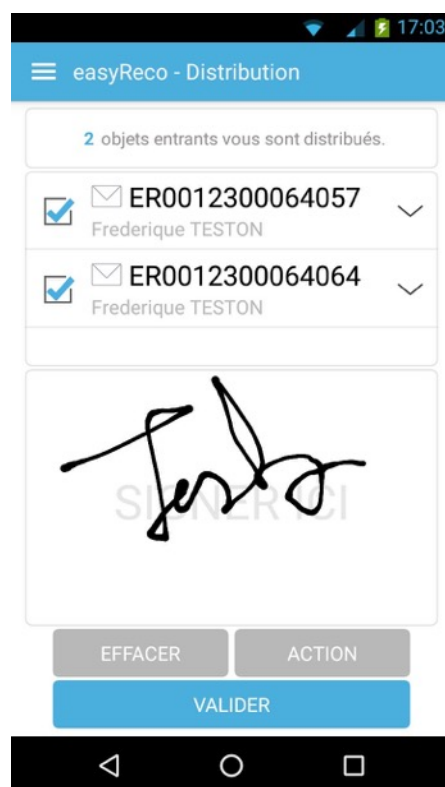 17:03
easyReco - Distribution
2 objets entrants vous sont distribués.
ER0012300064057
Frederique TESTON
ER0012300064064
Frederique TESTON
SIGNER ICI
EFFACER
ACTION
VALIDER